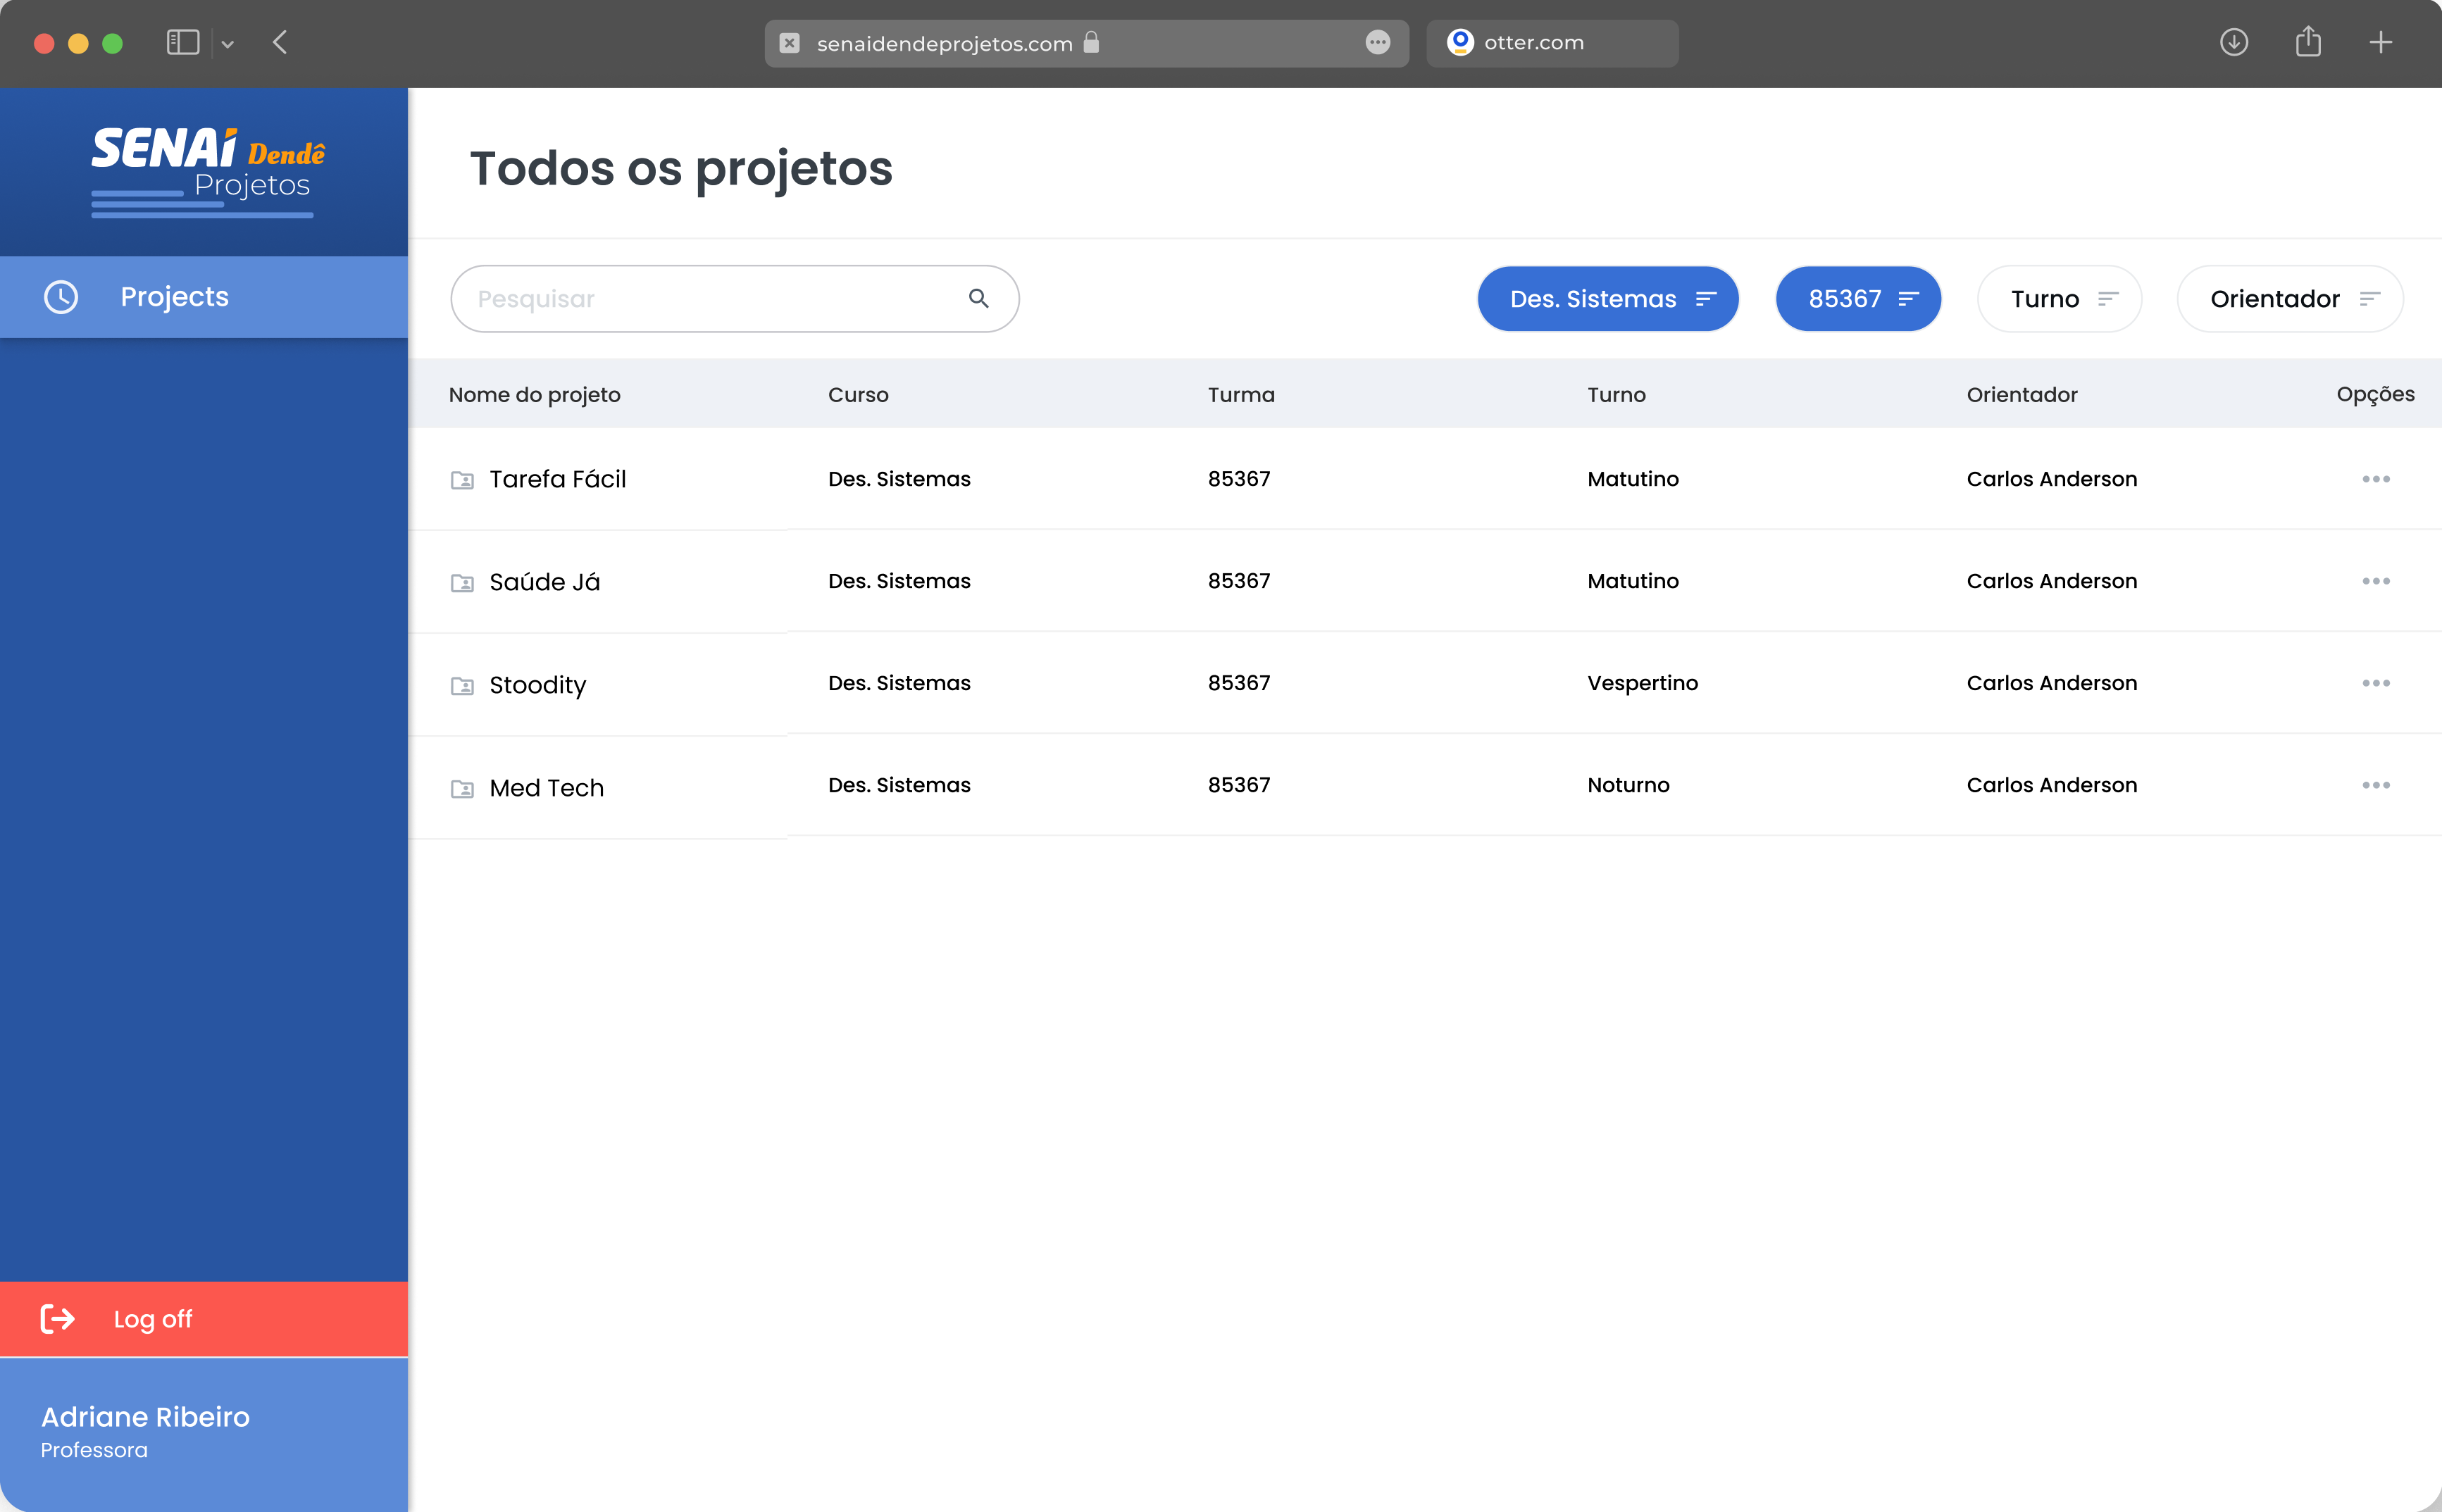 senaidendeprojetos.com
otter.com
SENAI Dendê
Projetos
Projects
Todos os projetos
Pesquisar
Des. Sistemas
85367
Turno
Orientador
Nome do projeto Curso Turma Turno Orientador Opções
Tarefa Fácil Des. Sistemas 85367 Matutino Carlos Anderson
Saúde Já Des. Sistemas 85367 Matutino Carlos Anderson
Stoodity Des. Sistemas 85367 Vespertino Carlos Anderson
Med Tech Des. Sistemas 85367 Noturno Carlos Anderson
Log off
Adriane Ribeiro
Professora